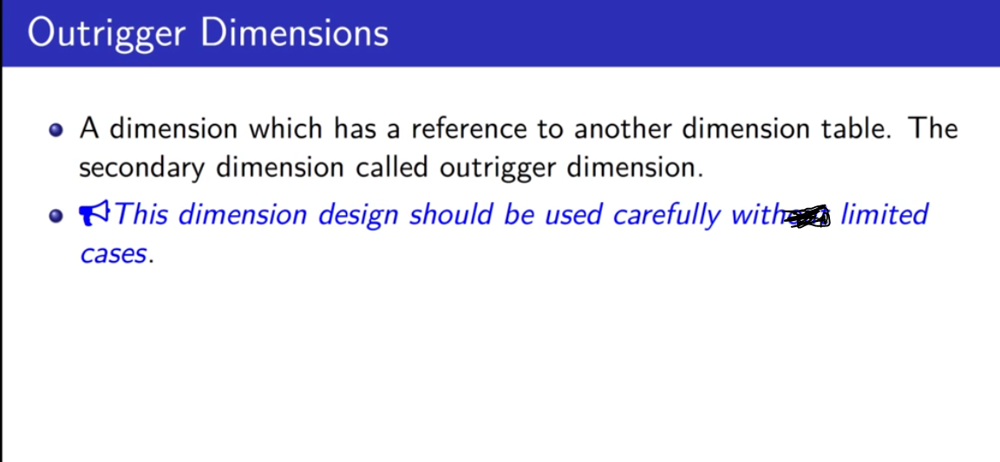 Outrigger Dimensions
A dimension which has a reference to another dimension table. The
secondary dimension called outrigger dimension.
This dimension design should be used carefully with limited
cases.